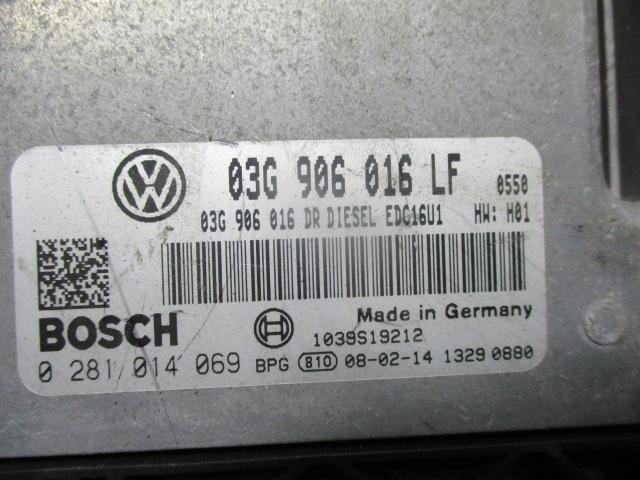 03G 906 016 LF 0550
03G 906 016 DR DIESEL EDC16U1 HW: H01
Made in Germany
BOSCH 1039S19212
0 281 014 069 BPG 810 08-02-14 1329 0880